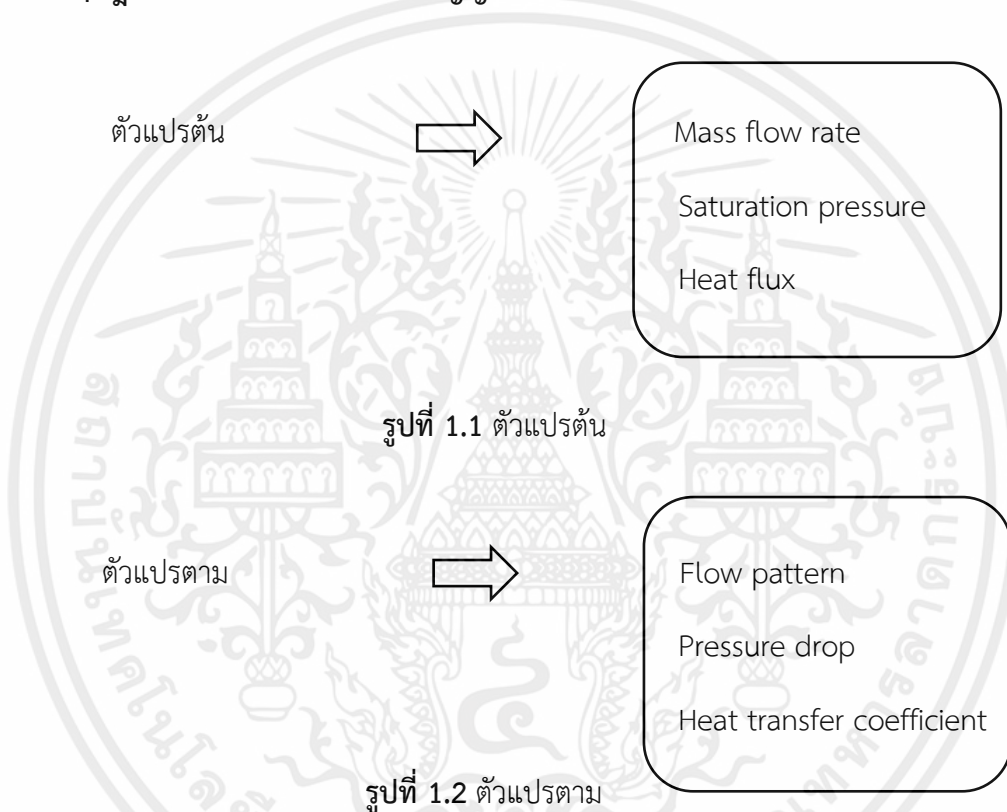 ตัวแปรต้น
Mass flow rate
Saturation pressure
Heat flux
รูปที่ 1.1 ตัวแปรต้น
ตัวแปรตาม
Flow pattern
Pressure drop
Heat transfer coefficient
รูปที่ 1.2 ตัวแปรตาม